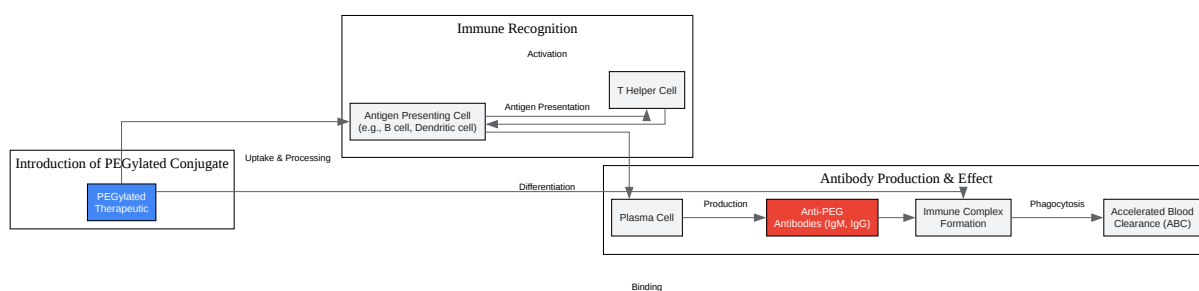 Immune Recognition
Activation
T Helper Cell
Antigen Presenting Cell
(e.g., B cell, Dendritic cell)
Antigen Presentation
Introduction of PEGylated Conjugate
Uptake & Processing
PEGylated
Therapeutic
Differentiation
Antibody Production & Effect
Plasma Cell
Production
Anti-PEG
Antibodies (IgM, IgG)
Immune Complex
Formation
Phagocytosis
Accelerated Blood
Clearance (ABC)
Binding